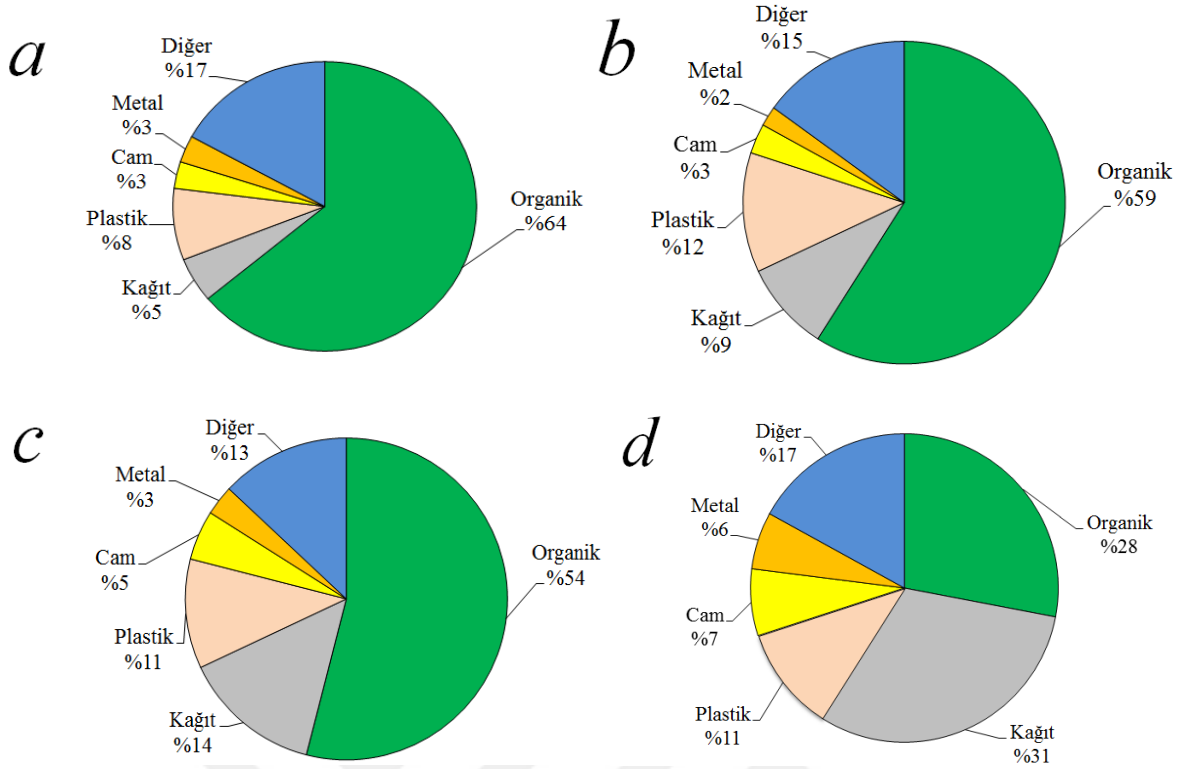 a
Diğer
%17
Metal
%3
Cam
%3
Plastik
%8
Kağıt
%5
Organik
%64
b
Diğer
%15
Metal
%2
Cam
%3
Plastik
%12
Kağıt
%9
Organik
%59
c
Diğer
%13
Metal
%3
Cam
%5
Plastik
%11
Kağıt
%14
Organik
%54
d
Diğer
%17
Metal
%6
Cam
%7
Plastik
%11
Kağıt
%31
Organik
%28